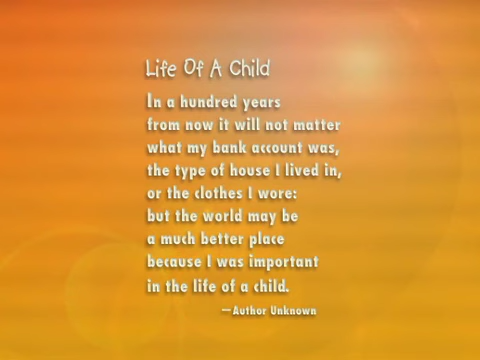 Life Of A Child
In a hundred years
from now it will not matter
what my bank account was,
the type of house I lived in,
or the clothes I wore:
but the world may be
a much better place
because I was important
in the life of a child.
—Author Unknown